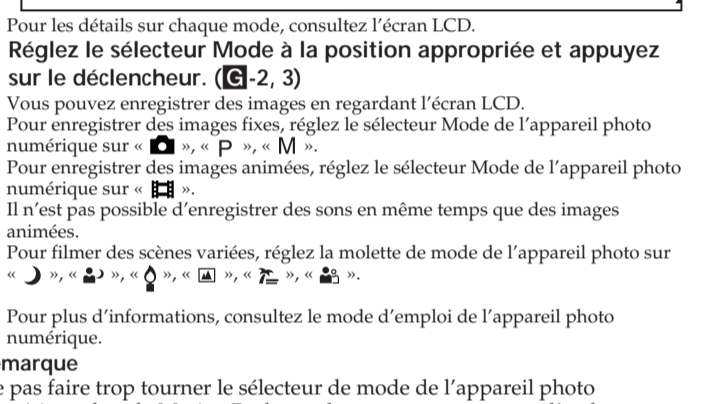 Pour les détails sur chaque mode, consultez l'écran LCD.
Réglez le sélecteur Mode à la position appropriée et appuyez
sur le déclencheur. (G-2, 3)
Vous pouvez enregistrer des images en regardant l'écran LCD.
Pour enregistrer des images fixes, réglez le sélecteur Mode de l'appareil photo
numérique sur « », « P », « M ».
Pour enregistrer des images animées, réglez le sélecteur Mode de l'appareil photo
numérique sur « ».
Il n'est pas possible d'enregistrer des sons en même temps que des images
animées.
Pour filmer des scènes variées, réglez la molette de mode de l'appareil photo sur
« », « », « », « », « », « ».
Pour plus d'informations, consultez le mode d'emploi de l'appareil photo
numérique.
marque
e pas faire trop tourner le sélecteur de mode de l'appareil photo